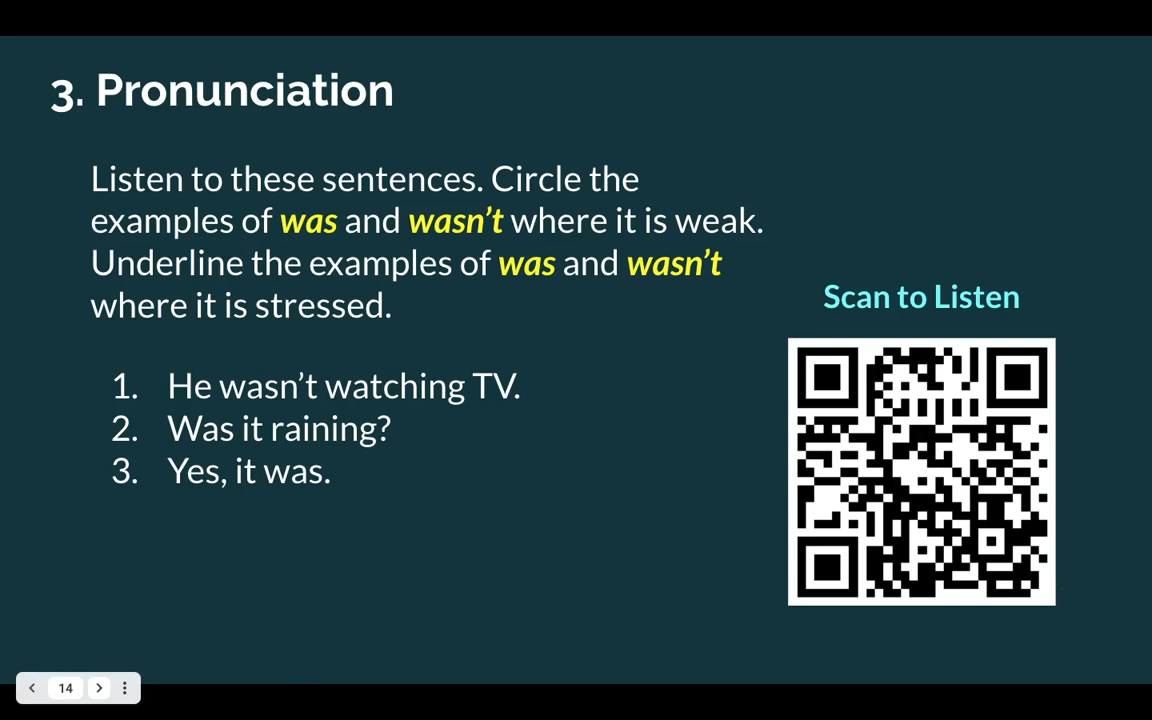 3. Pronunciation
Listen to these sentences. Circle the
examples of was and wasn’t where it is weak.
Underline the examples of was and wasn’t
where it is stressed.
Scan to Listen
1. He wasn’t watching TV.
2. Was it raining?
3. Yes, it was.
14